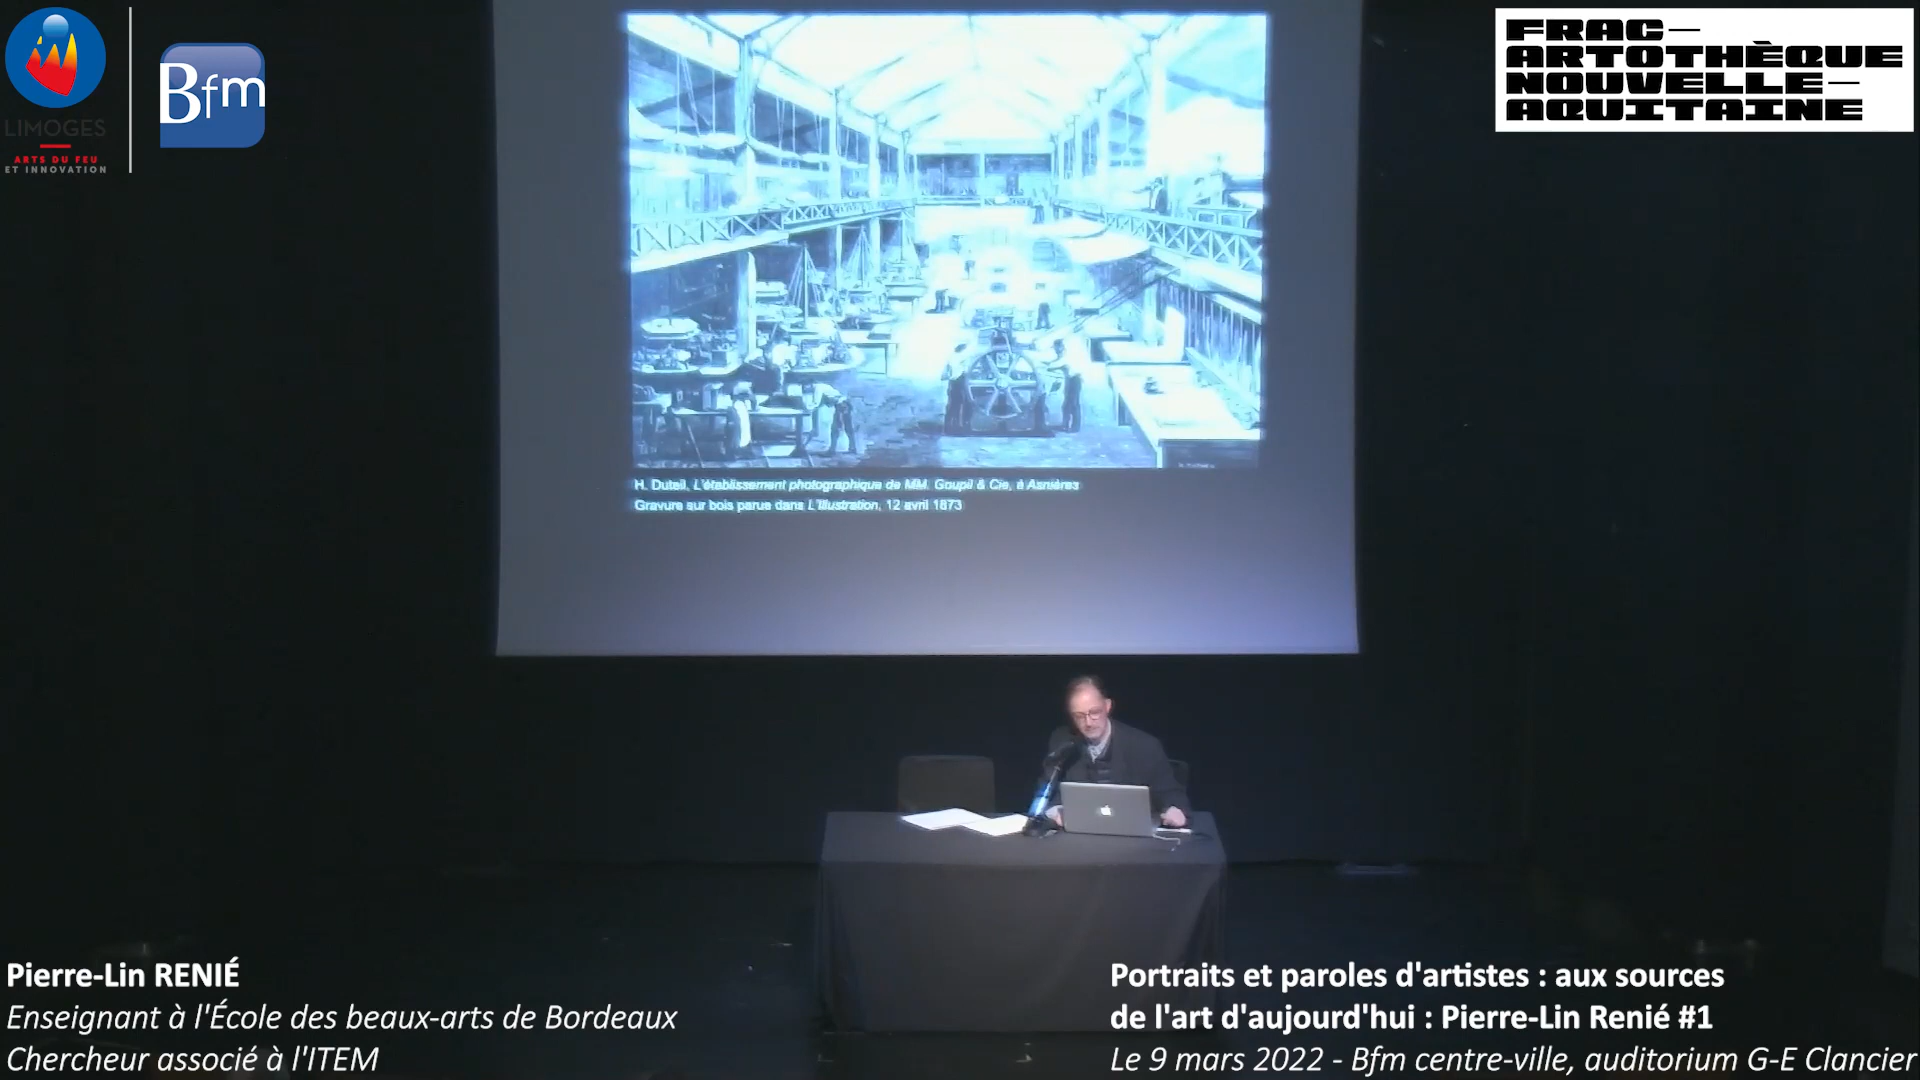 LIMOGES
ARTS DU FEU
ET INNOVATION
Bfm
FRAC—
ARTOTHÈQUE
NOUVELLE—
AQUITAINE
H. Duteil, L'établissement photographique de MM. Goupil & Cie, à Asnières
Gravure sur bois parue dans L'Illustration, 12 avril 1873
Pierre-Lin RENIÉ
Enseignant à l'École des beaux-arts de Bordeaux
Chercheur associé à l'ITEM
Portraits et paroles d'artistes : aux sources
de l'art d'aujourd'hui : Pierre-Lin Renié #1
Le 9 mars 2022 - Bfm centre-ville, auditorium G-E Clancier